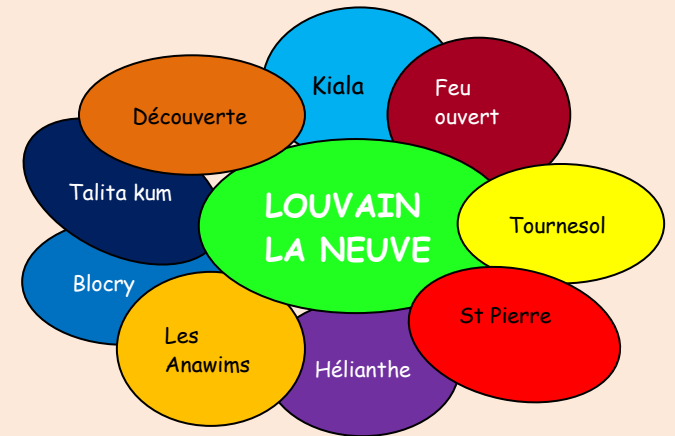 Kiala
Feu
ouvert
Découverte
Talita kum
LOUVAIN
LA NEUVE
Tournesol
Blocry
St Pierre
Les
Anawims
Hélianthe